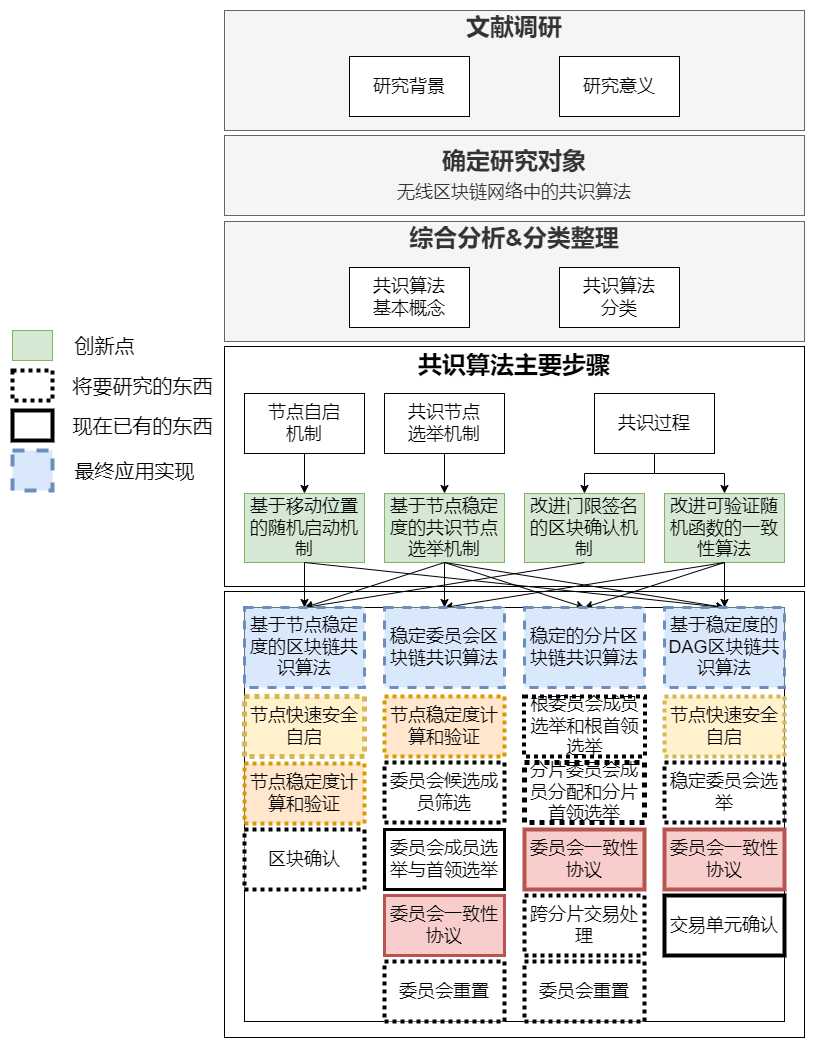 文献调研
研究背景
研究意义
确定研究对象
无线区块链网络中的共识算法
综合分析&分类整理
共识算法
基本概念
共识算法
分类
创新点
将要研究的东西
现在已有的东西
最终应用实现
共识算法主要步骤
节点自启
机制
共识节点
选举机制
共识过程
基于移动位置
的随机启动机
制
基于节点稳定
度的共识节点
选举机制
改进门限签名
的区块确认机
制
改进可验证随
机函数的一致
性算法
基于节点稳定
度的区块链共
识算法
节点快速安全
自启
节点稳定度计
算和验证
区块确认
稳定委员会区
块链共识算法
节点稳定度计
算和验证
委员会候选成
员筛选
委员会成员选
举与首领选举
委员会一致性
协议
委员会重置
稳定的分片区
块链共识算法
根委员会成员
选举和根首领
选举
分片委员会成
员分配和分片
首领选举
委员会一致性
协议
跨分片交易处
理
委员会重置
基于稳定度的
DAG区块链共
识算法
节点快速安全
自启
稳定委员会选
举
委员会一致性
协议
交易单元确认